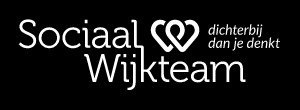 Sociaal
Wijkteam
dichterbij
dan je denkt